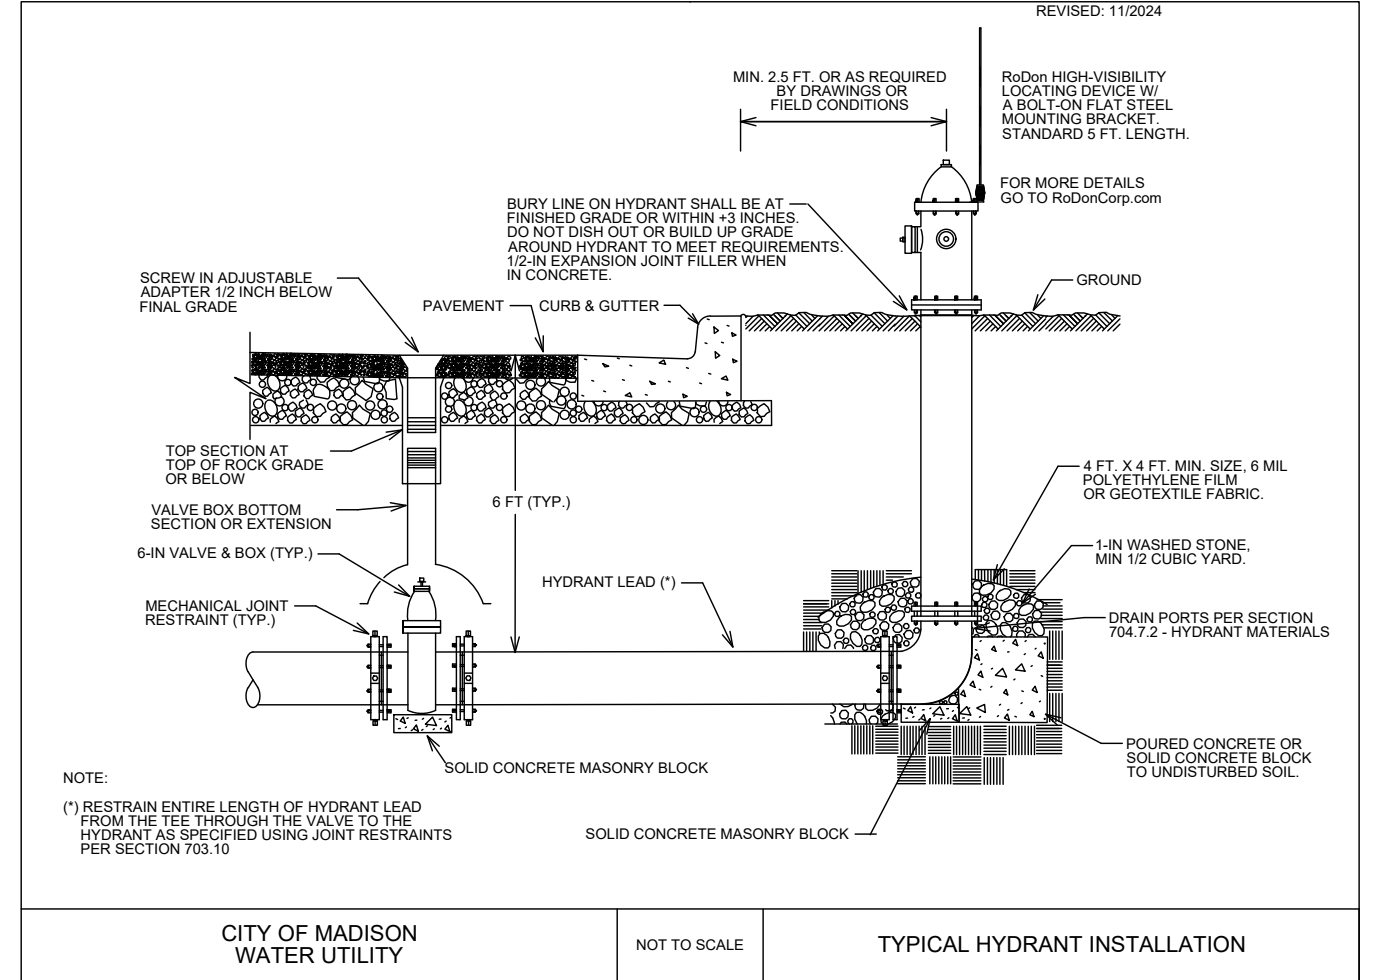 REVISED: 11/2024
MIN. 2.5 FT. OR AS REQUIRED
BY DRAWINGS OR
FIELD CONDITIONS
RoDon HIGH-VISIBILITY
LOCATING DEVICE W/
A BOLT-ON FLAT STEEL
MOUNTING BRACKET.
STANDARD 5 FT. LENGTH.
FOR MORE DETAILS
GO TO RoDonCorp.com
BURY LINE ON HYDRANT SHALL BE AT
FINISHED GRADE OR WITHIN +3 INCHES.
DO NOT DISH OUT OR BUILD UP GRADE
AROUND HYDRANT TO MEET REQUIREMENTS.
1/2-IN EXPANSION JOINT FILLER WHEN
IN CONCRETE.
SCREW IN ADJUSTABLE
ADAPTER 1/2 INCH BELOW
FINAL GRADE
PAVEMENT
CURB & GUTTER
GROUND
TOP SECTION AT
TOP OF ROCK GRADE
OR BELOW
VALVE BOX BOTTOM
SECTION OR EXTENSION
6 FT (TYP.)
4 FT. X 4 FT. MIN. SIZE, 6 MIL
POLYETHYLENE FILM
OR GEOTEXTILE FABRIC.
6-IN VALVE & BOX (TYP.)
1-IN WASHED STONE,
MIN 1/2 CUBIC YARD.
HYDRANT LEAD (*)
MECHANICAL JOINT
RESTRAINT (TYP.)
DRAIN PORTS PER SECTION
704.7.2 - HYDRANT MATERIALS
POURED CONCRETE OR
SOLID CONCRETE BLOCK
TO UNDISTURBED SOIL.
SOLID CONCRETE MASONRY BLOCK
SOLID CONCRETE MASONRY BLOCK
NOTE:
(*) RESTRAIN ENTIRE LENGTH OF HYDRANT LEAD
FROM THE TEE THROUGH THE VALVE TO THE
HYDRANT AS SPECIFIED USING JOINT RESTRAINTS
PER SECTION 703.10
CITY OF MADISON
WATER UTILITY
NOT TO SCALE
TYPICAL HYDRANT INSTALLATION